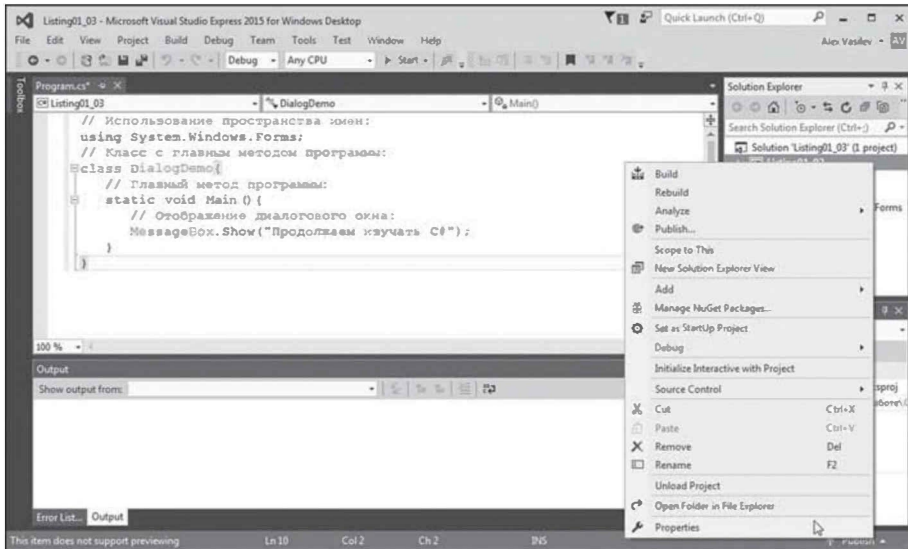 Listing01_03 - Microsoft Visual Studio Express 2015 for Windows Desktop
Quick Launch (Ctrl+Q)
File Edit View Project Build Debug Team Tools Test Window Help
Alex Vasilev AV
Debug Any CPU Start
Toolbox
Program.cs*
Listing01_03 DialogDemo Main()
// Использование пространства имен:
using System.Windows.Forms;
// Класс с главным методом программы:
class DialogDemo{
// Главный метод программы:
static void Main(){
// Отображение диалогового окна:
MessageBox.Show("Продолжаем изучать C#");
}
}
100 %
Output
Show output from:
Error List... Output
This item does not support previewing Ln 10 Col 2 Ch 2 INS Publish
Solution Explorer
Search Solution Explorer (Ctrl+;)
Solution 'Listing01_03' (1 project)
Listing01_03
Forms
Build
Rebuild
Analyze
Publish...
Scope to This
New Solution Explorer View
Add
Manage NuGet Packages...
Set as StartUp Project
Debug
Initialize Interactive with Project
Source Control
Cut Ctrl+X
Paste Ctrl+V
Remove Del
Rename F2
Unload Project
Open Folder in File Explorer
Properties
sproj